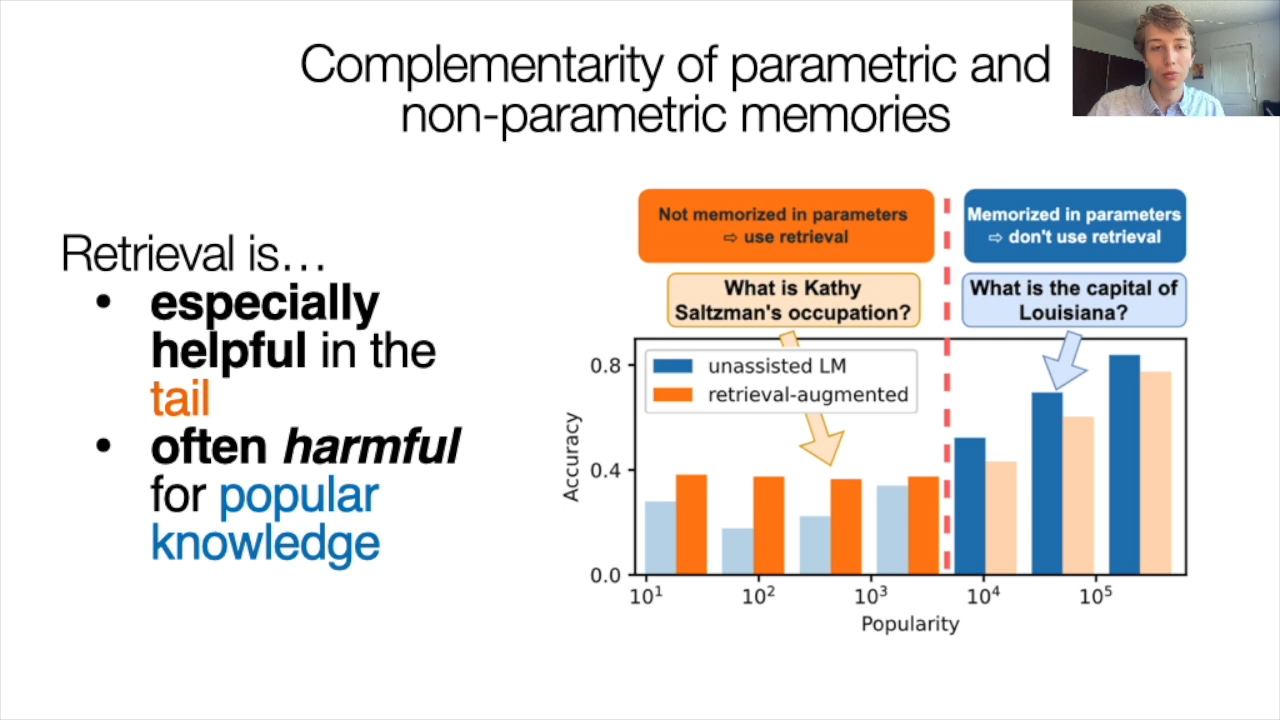 Complementarity of parametric and
non-parametric memories
Retrieval is…
• especially
helpful in the
tail
• often harmful
for popular
knowledge
Not memorized in parameters
⇨ use retrieval
Memorized in parameters
⇨ don't use retrieval
What is Kathy
Saltzman's occupation?
What is the capital of
Louisiana?
unassisted LM
retrieval-augmented
Accuracy
0.8
0.4
0.0
10¹ 10² 10³ 10⁴ 10⁵
Popularity